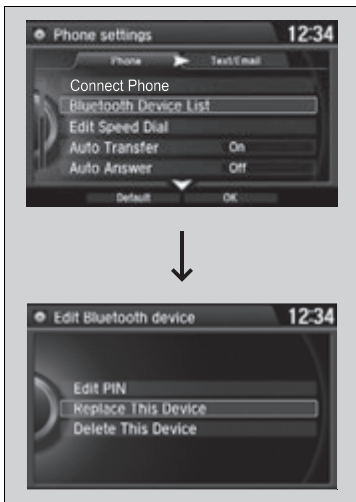 Phone settings 12:34
Phone Text/Email
Connect Phone
Bluetooth Device List
Edit Speed Dial
Auto Transfer On
Auto Answer Off
Default OK
Edit Bluetooth device 12:34
Edit PIN
Replace This Device
Delete This Device